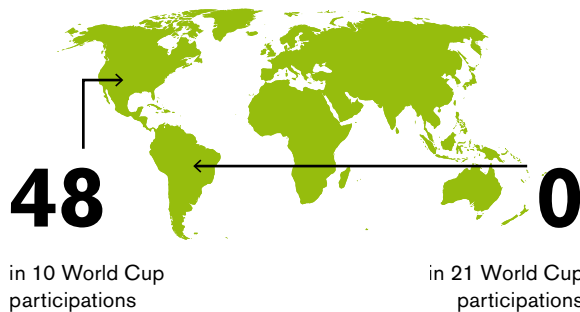 48
in 10 World Cup
participations
0
in 21 World Cup
participations